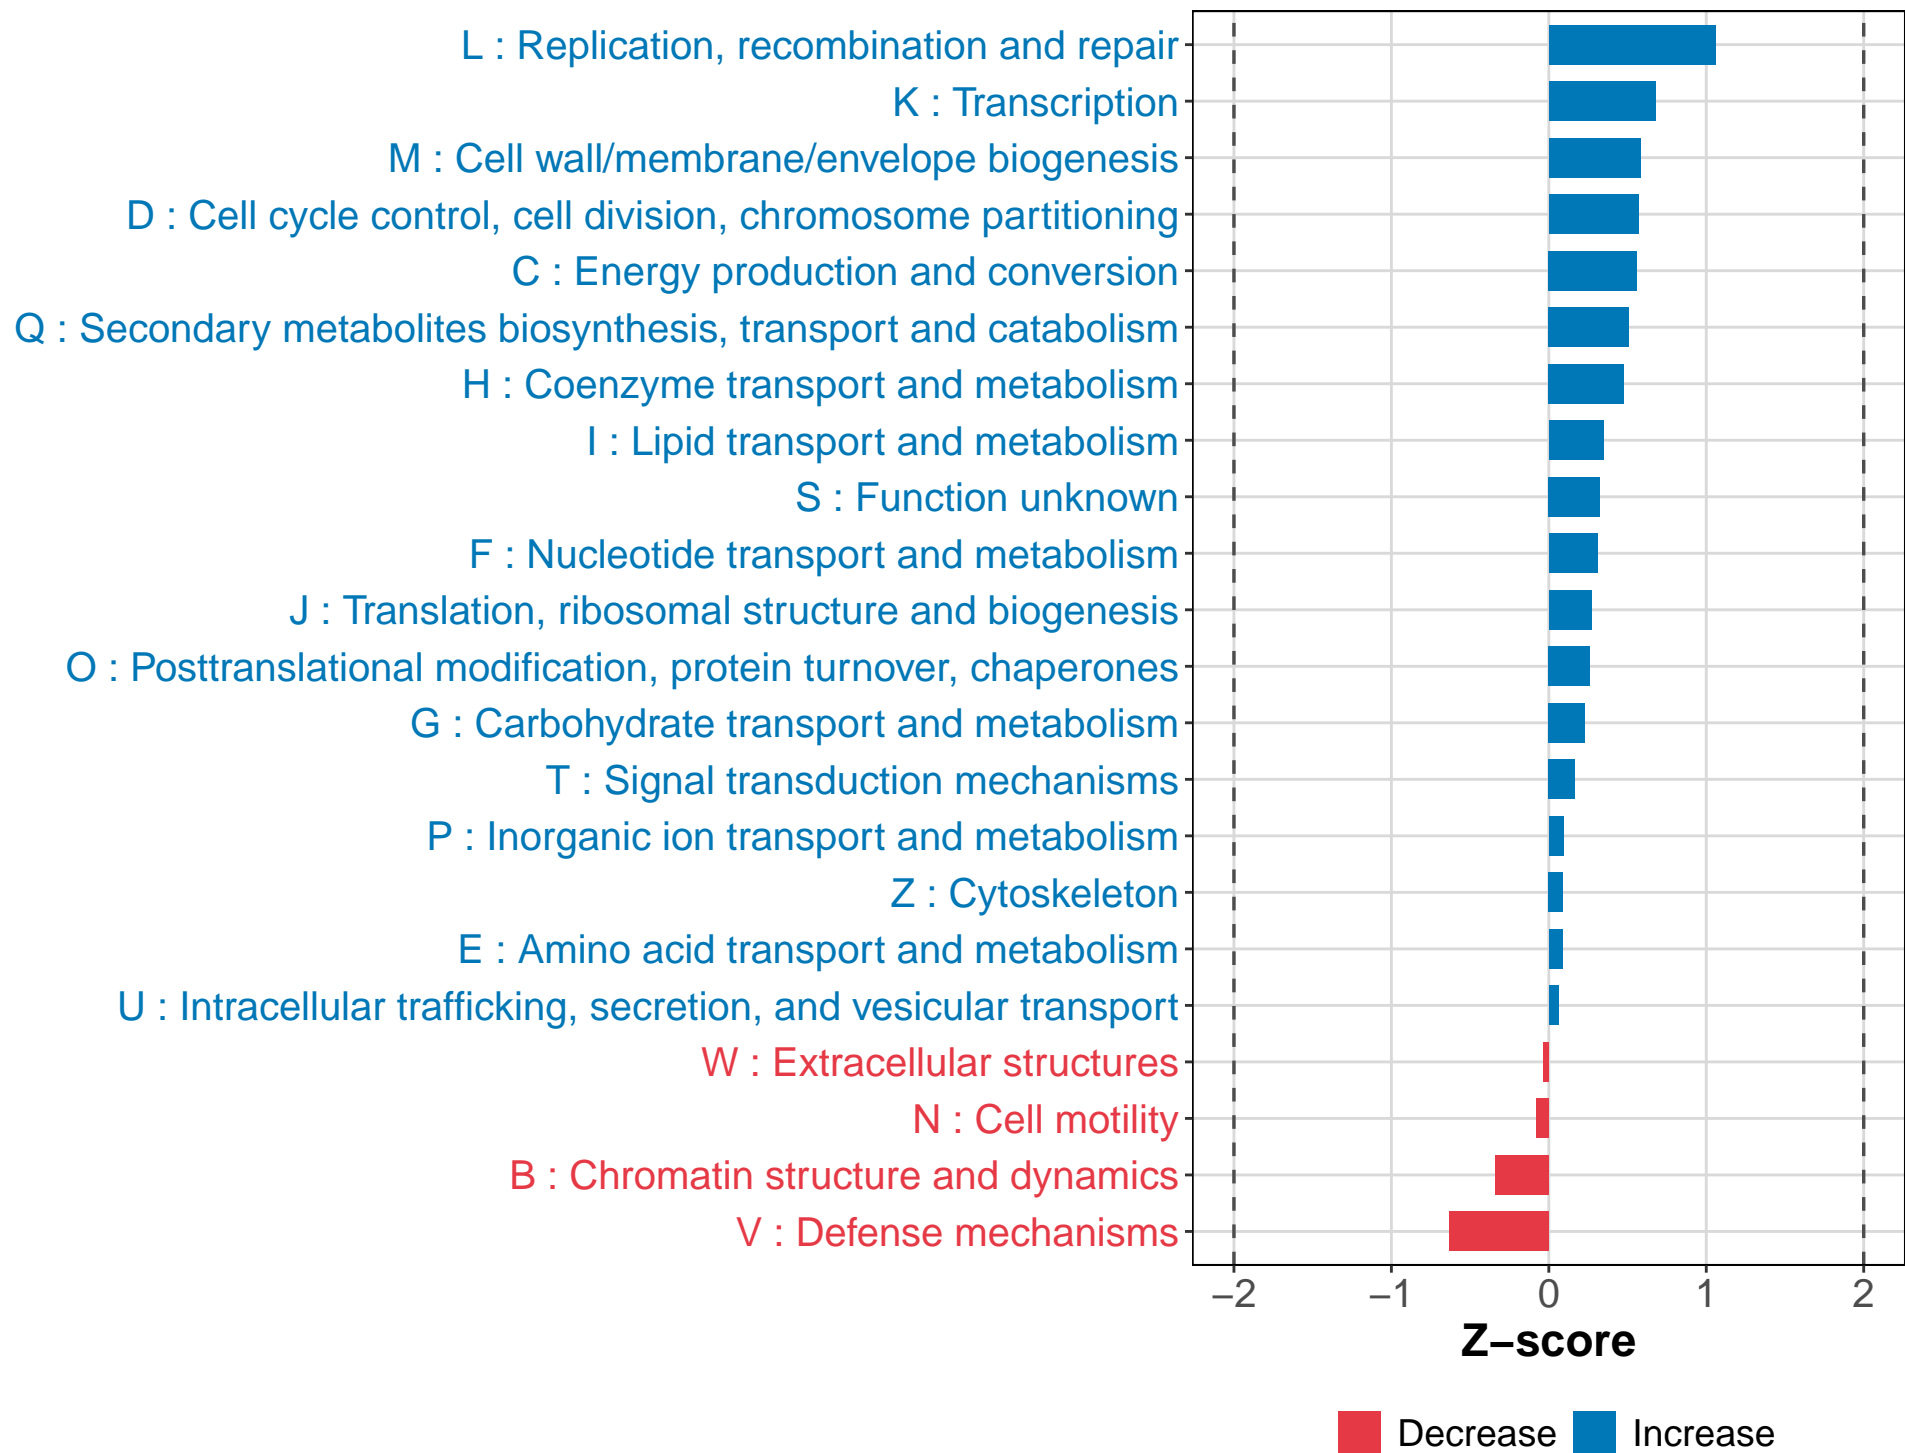 L : Replication, recombination and repair
K : Transcription
M : Cell wall/membrane/envelope biogenesis
D : Cell cycle control, cell division, chromosome partitioning
C : Energy production and conversion
Q : Secondary metabolites biosynthesis, transport and catabolism
H : Coenzyme transport and metabolism
I : Lipid transport and metabolism
S : Function unknown
F : Nucleotide transport and metabolism
J : Translation, ribosomal structure and biogenesis
O : Posttranslational modification, protein turnover, chaperones
G : Carbohydrate transport and metabolism
T : Signal transduction mechanisms
P : Inorganic ion transport and metabolism
Z : Cytoskeleton
E : Amino acid transport and metabolism
U : Intracellular trafficking, secretion, and vesicular transport
W : Extracellular structures
N : Cell motility
B : Chromatin structure and dynamics
V : Defense mechanisms
−2 −1 0 1 2
Z−score
Decrease Increase